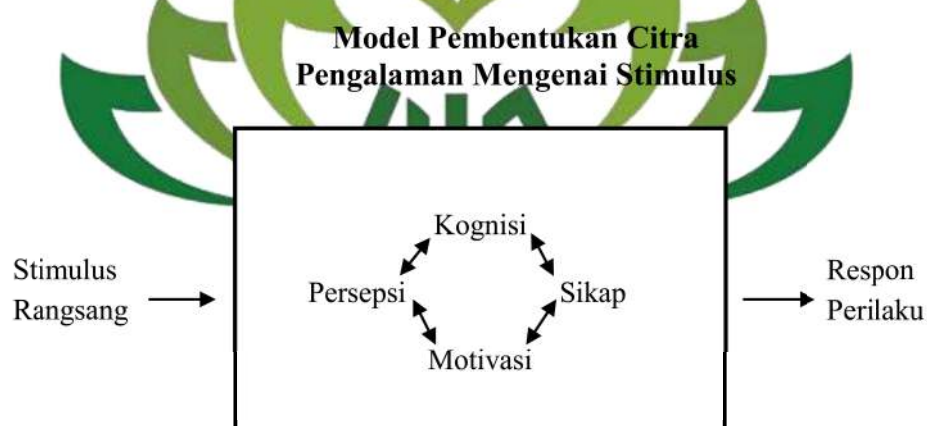 Model Pembentukan Citra
Pengalaman Mengenai Stimulus
Kognisi
Stimulus
Rangsang
Persepsi
Sikap
Respon
Perilaku
Motivasi